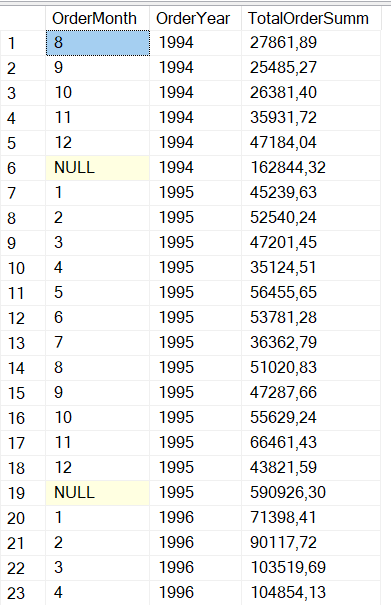 OrderMonth OrderYear TotalOrderSumm
1 8 1994 27861,89
2 9 1994 25485,27
3 10 1994 26381,40
4 11 1994 35931,72
5 12 1994 47184,04
6 NULL 1994 162844,32
7 1 1995 45239,63
8 2 1995 52540,24
9 3 1995 47201,45
10 4 1995 35124,51
11 5 1995 56455,65
12 6 1995 53781,28
13 7 1995 36362,79
14 8 1995 51020,83
15 9 1995 47287,66
16 10 1995 55629,24
17 11 1995 66461,43
18 12 1995 43821,59
19 NULL 1995 590926,30
20 1 1996 71398,41
21 2 1996 90117,72
22 3 1996 103519,69
23 4 1996 104854,13